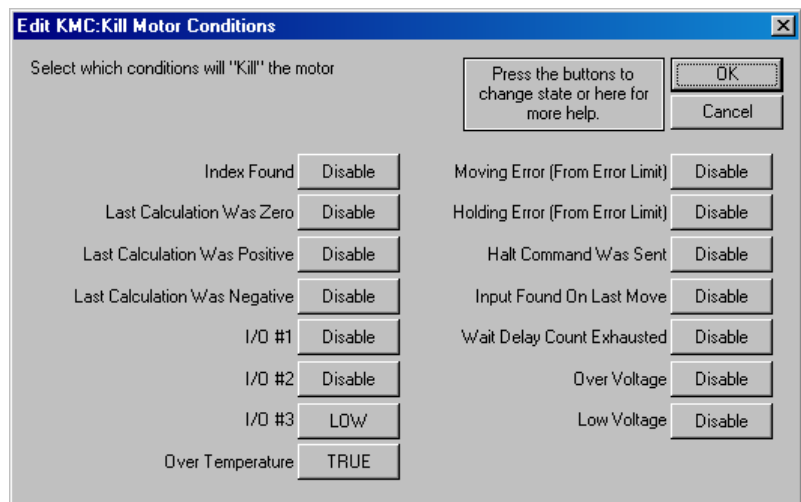 Edit KMC:Kill Motor Conditions
Select which conditions will "Kill" the motor
Press the buttons to
change state or here for
more help.
OK
Cancel
Index Found Disable
Last Calculation Was Zero Disable
Last Calculation Was Positive Disable
Last Calculation Was Negative Disable
I/O #1 Disable
I/O #2 Disable
I/O #3 LOW
Over Temperature TRUE
Moving Error (From Error Limit) Disable
Holding Error (From Error Limit) Disable
Halt Command Was Sent Disable
Input Found On Last Move Disable
Wait Delay Count Exhausted Disable
Over Voltage Disable
Low Voltage Disable